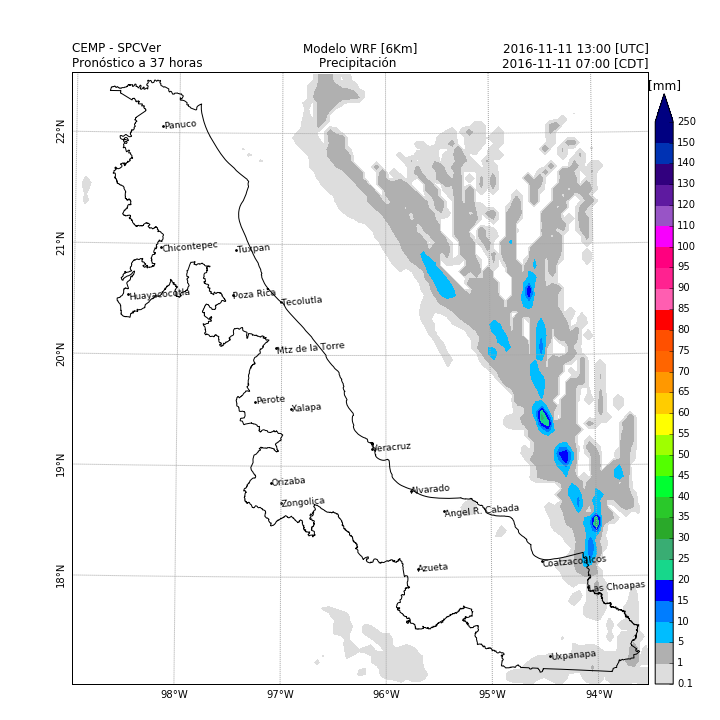 CEMP - SPCVer Modelo WRF [6Km] 2016-11-11 13:00 [UTC]
Pronóstico a 37 horas Precipitación 2016-11-11 07:00 [CDT]
[mm]
250
150
140
130
120
110
100
95
90
85
80
75
70
65
60
55
50
45
40
35
30
25
20
15
10
5
1
0.1
22°N
21°N
20°N
19°N
18°N
Panuco
Chicontepec
Tuxpan
Huayacocotla
Poza Rica
Tecolutla
Mtz de la Torre
Perote
Xalapa
Veracruz
Orizaba
Zongolica
Alvarado
Angel R. Cabada
Azueta
Coatzacoalcos
Las Choapas
Uxpanapa
98°W 97°W 96°W 95°W 94°W